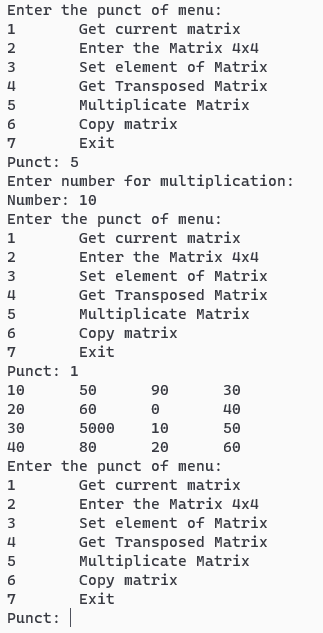 Enter the punct of menu:
1 Get current matrix
2 Enter the Matrix 4x4
3 Set element of Matrix
4 Get Transposed Matrix
5 Multiplicate Matrix
6 Copy matrix
7 Exit
Punct: 5
Enter number for multiplication:
Number: 10
Enter the punct of menu:
1 Get current matrix
2 Enter the Matrix 4x4
3 Set element of Matrix
4 Get Transposed Matrix
5 Multiplicate Matrix
6 Copy matrix
7 Exit
Punct: 1
10 50 90 30
20 60 0 40
30 5000 10 50
40 80 20 60
Enter the punct of menu:
1 Get current matrix
2 Enter the Matrix 4x4
3 Set element of Matrix
4 Get Transposed Matrix
5 Multiplicate Matrix
6 Copy matrix
7 Exit
Punct: